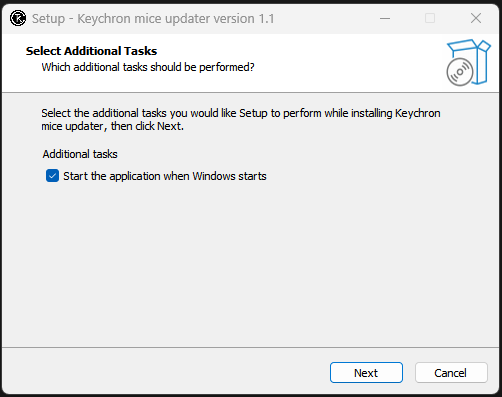 Setup - Keychron mice updater version 1.1
Select Additional Tasks
Which additional tasks should be performed?
Select the additional tasks you would like Setup to perform while installing Keychron
mice updater, then click Next.
Additional tasks
Start the application when Windows starts
Next
Cancel